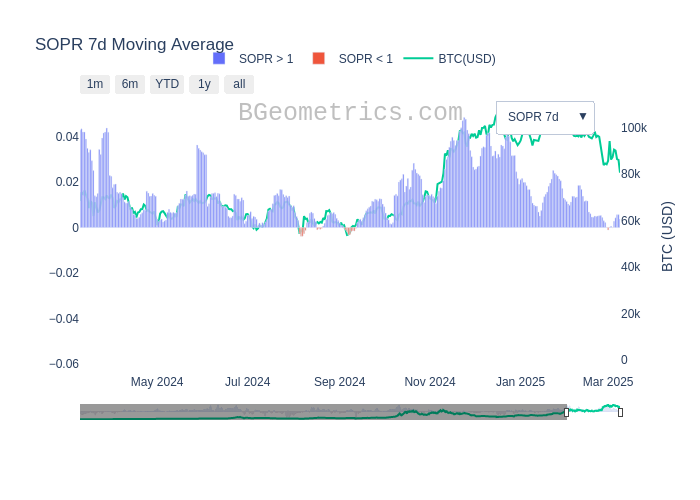 SOPR 7d Moving Average
SOPR > 1
SOPR < 1
BTC(USD)
1m
6m
YTD
1y
all
BGeometrics.com
SOPR 7d ▼
0.04
0.02
0
−0.02
−0.04
−0.06
100k
80k
60k
40k
20k
0
BTC (USD)
May 2024
Jul 2024
Sep 2024
Nov 2024
Jan 2025
Mar 2025